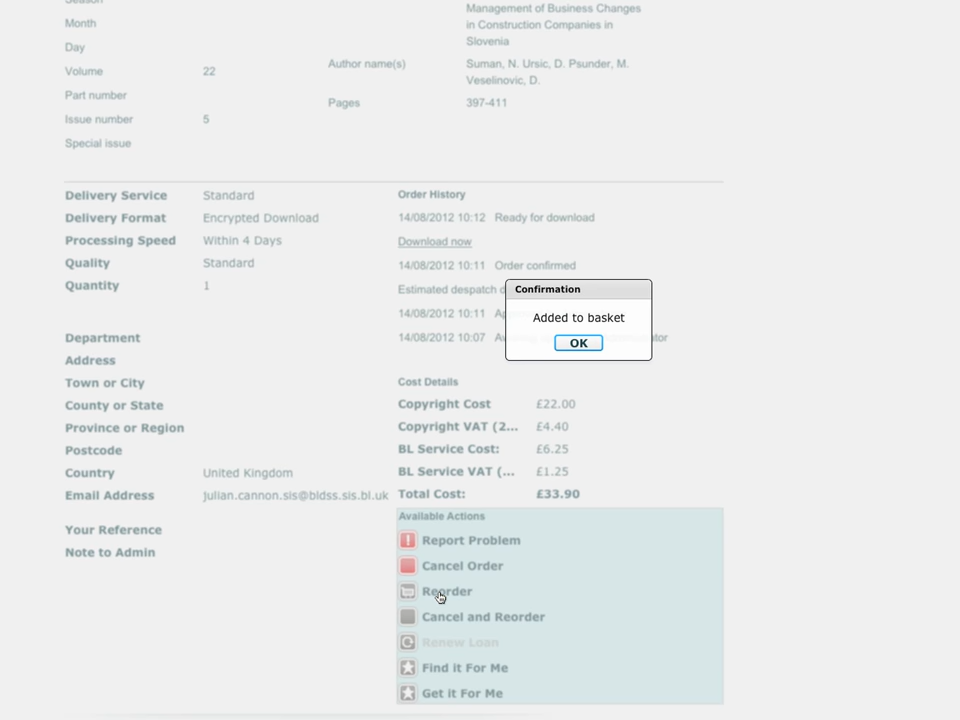 Management of Business Changes
in Construction Companies in
Slovenia
Month
Day
Volume 22
Author name(s) Suman, N. Ursic, D. Psunder, M.
Veselinovic, D.
Part number
Pages 397-411
Issue number 5
Special issue
Delivery Service Standard
Delivery Format Encrypted Download
Processing Speed Within 4 Days
Quality Standard
Quantity 1
Department
Address
Town or City
County or State
Province or Region
Postcode
Country United Kingdom
Email Address julian.cannon.sis@bldss.sis.bl.uk
Your Reference
Note to Admin
Order History
14/08/2012 10:12 Ready for download
Download now
14/08/2012 10:11 Order confirmed
Estimated despatch
14/08/2012 10:11
14/08/2012 10:07
Confirmation
Added to basket
OK
Cost Details
Copyright Cost £22.00
Copyright VAT (2... £4.40
BL Service Cost: £6.25
BL Service VAT (... £1.25
Total Cost: £33.90
Available Actions
Report Problem
Cancel Order
Reorder
Cancel and Reorder
Renew Loan
Find it For Me
Get it For Me